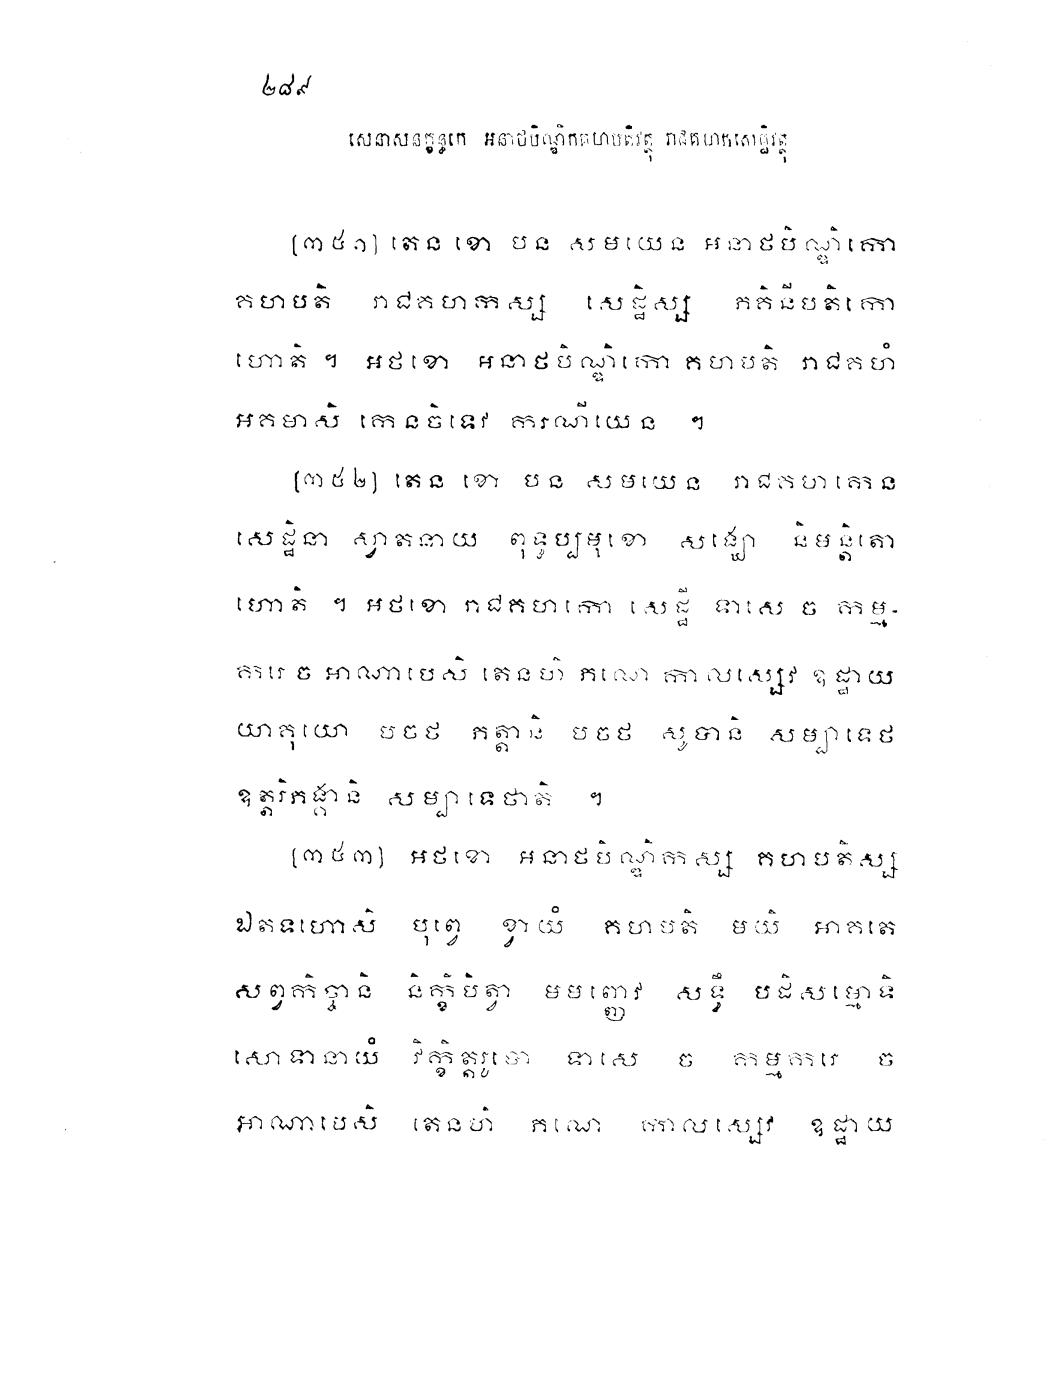 ២៨៩
សេនាសនក្ខន្ធកេ អនាថបិណ្ឌិកគហបតិវត្ថុ រាជគហកសេដ្ឋិវត្ថុ
[៣៥១] តេន ខោ បន សមយេន អនាថបិណ្ឌិកោ
គហបតិ រាជគហកស្ស សេដ្ឋិស្ស ភគិនីបតិកោ
ហោតិ ។ អថខោ អនាថបិណ្ឌិកោ គហបតិ រាជគហំ
អគមាសិ កេនចិទេវ ករណីយេន ។
[៣៥២] តេន ខោ បន សមយេន រាជគហកេន
សេដ្ឋិនា ស្វាតនាយ ពុទ្ធប្បមុខោ សង្ឃោ និមន្តិតោ
ហោតិ ។ អថខោ រាជគហកោ សេដ្ឋី ទាសេ ច កម្ម-
ករេ ច អាណាបេសិ តេនហិ ភណេ កាលស្សេវ ឧដ្ឋាយ
យាគុយោ បចថ ភត្តានិ បចថ សូបានិ សម្បាទេថ
ឧត្តរិភង្គានិ សម្បាទេថាតិ ។
[៣៥៣] អថខោ អនាថបិណ្ឌិកស្ស គហបតិស្ស
ឯតទហោសិ បុព្វេ ខ្វាយំ គហបតិ មយិ អាគតេ
សព្វកិច្ចានិ និក្ខិបិត្វា មមញ្ញេវ សទ្ធឹ បដិសម្មោទិ
សោទានាយំ វិក្ខិត្តរូបោ ទាសេ ច កម្មករេ ច
អាណាបេសិ តេនហិ ភណេ កាលស្សេវ ឧដ្ឋាយ